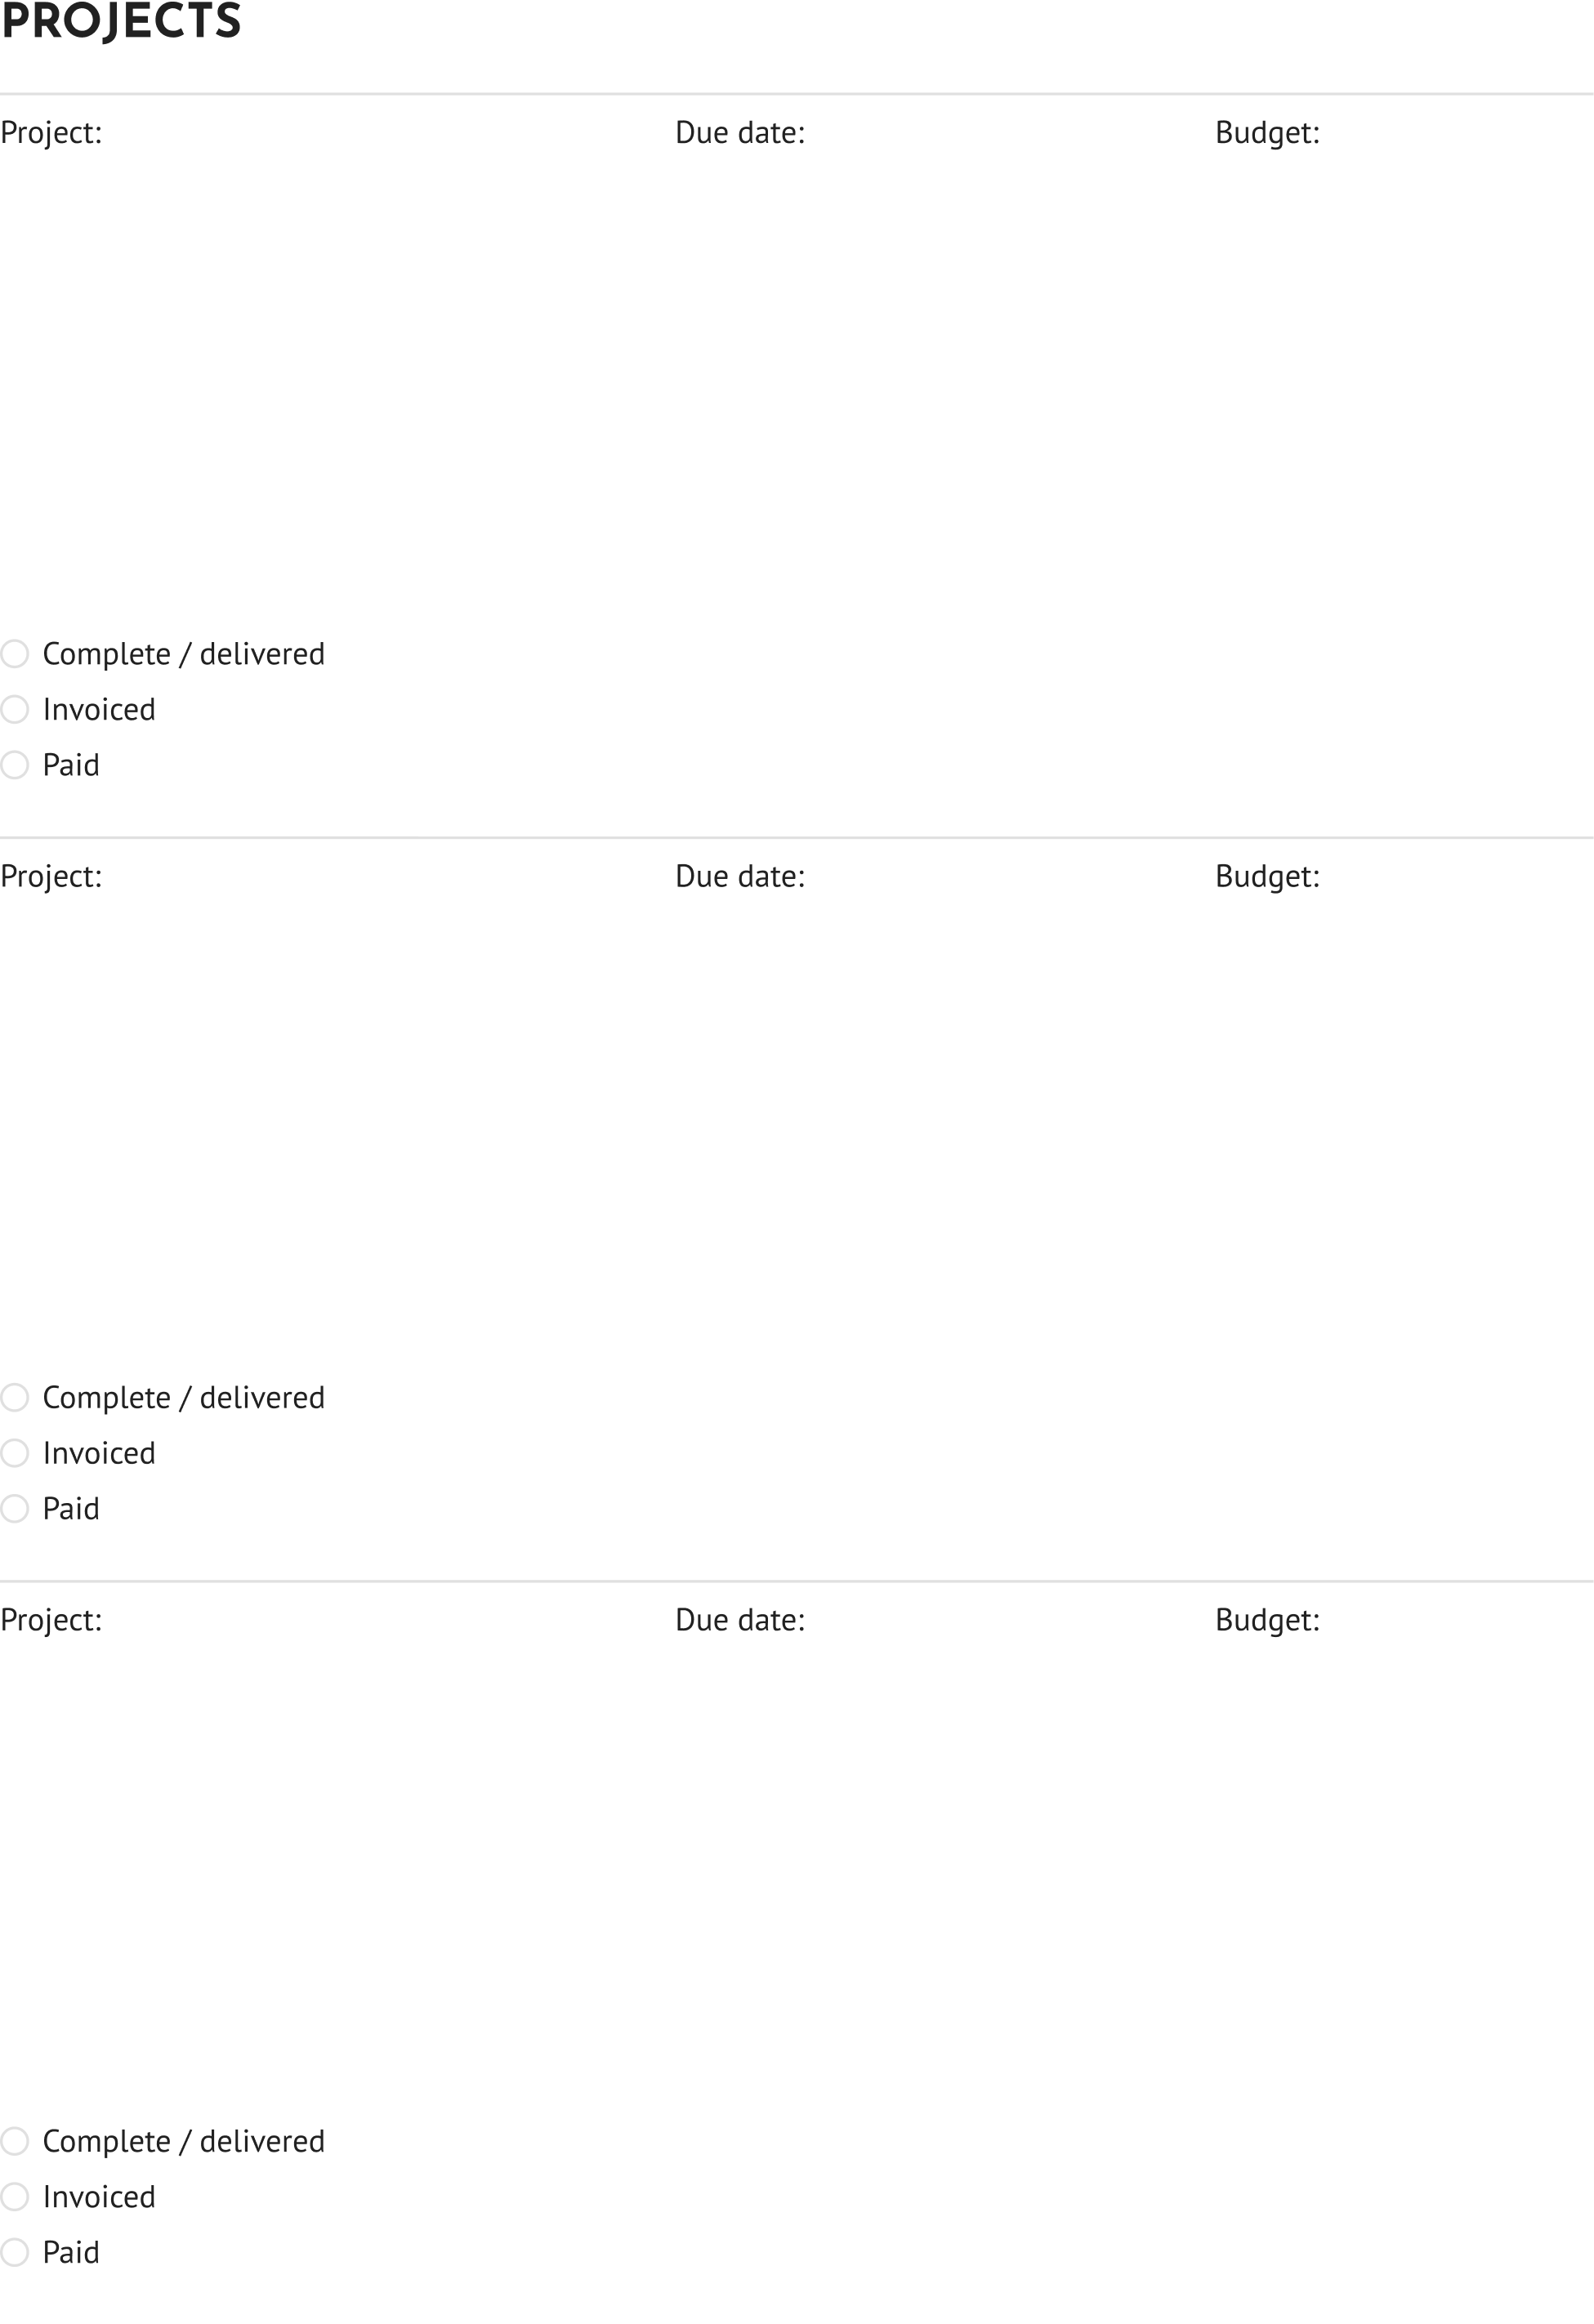 PROJECTS
Project: Due date: Budget:
Complete / delivered
Invoiced
Paid
Project: Due date: Budget:
Complete / delivered
Invoiced
Paid
Project: Due date: Budget:
Complete / delivered
Invoiced
Paid